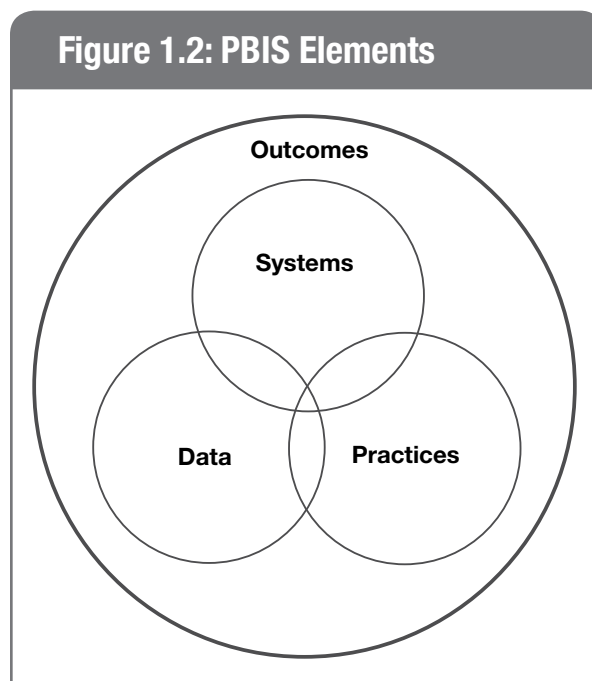 Figure 1.2: PBIS Elements
Outcomes
Systems
Data
Practices